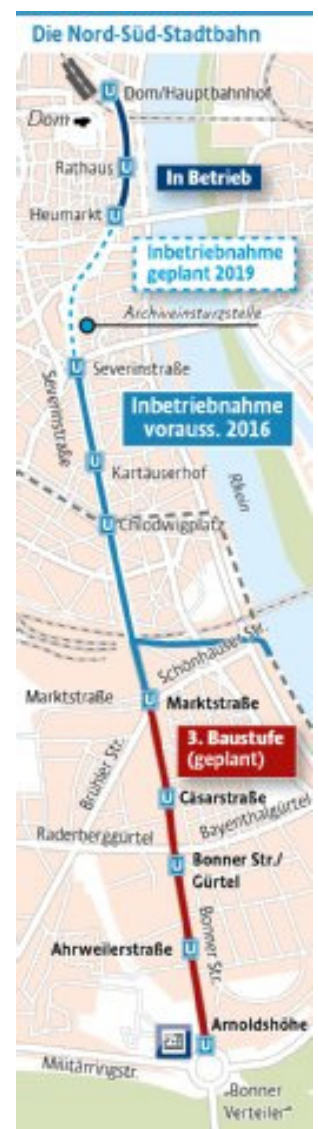 Die Nord-Süd-Stadtbahn
Dom/Hauptbahnhof
Dom
Rathaus
In Betrieb
Heumarkt
Inbetriebnahme
geplant 2019
Archiveinsturzstelle
Severinstraße
Severinstraße
Inbetriebnahme
vorauss. 2016
Kartäuserhof
Rhein
Chlodwigplatz
Schönhauser Str.
Marktstraße
Marktstraße
3. Baustufe
(geplant)
Brühler Str.
Cäsarstraße
Bayenthalgürtel
Raderberggürtel
Bonner Str./
Gürtel
Bonner Str.
Ahrweilerstraße
Arnoldshöhe
P+R
Militärringstr.
„Bonner
Verteiler“